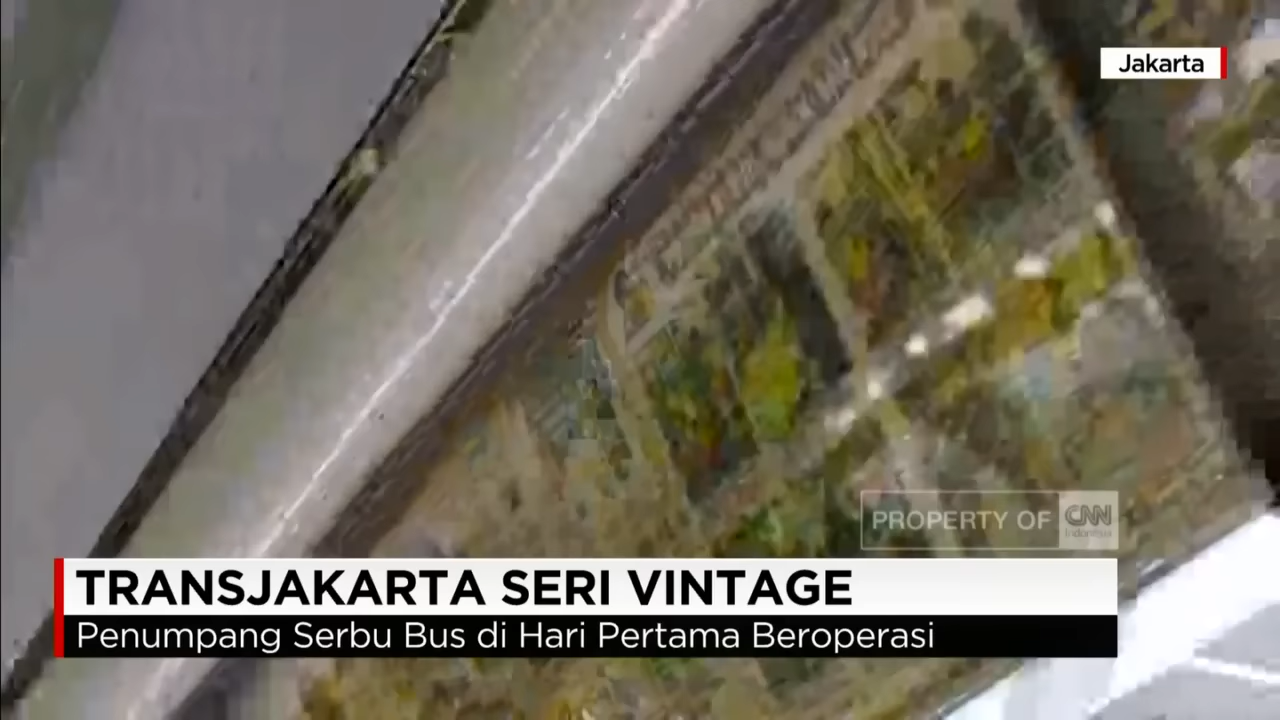 Jakarta
PROPERTY OF CNN Indonesia
TRANSJAKARTA SERI VINTAGE
Penumpang Serbu Bus di Hari Pertama Beroperasi